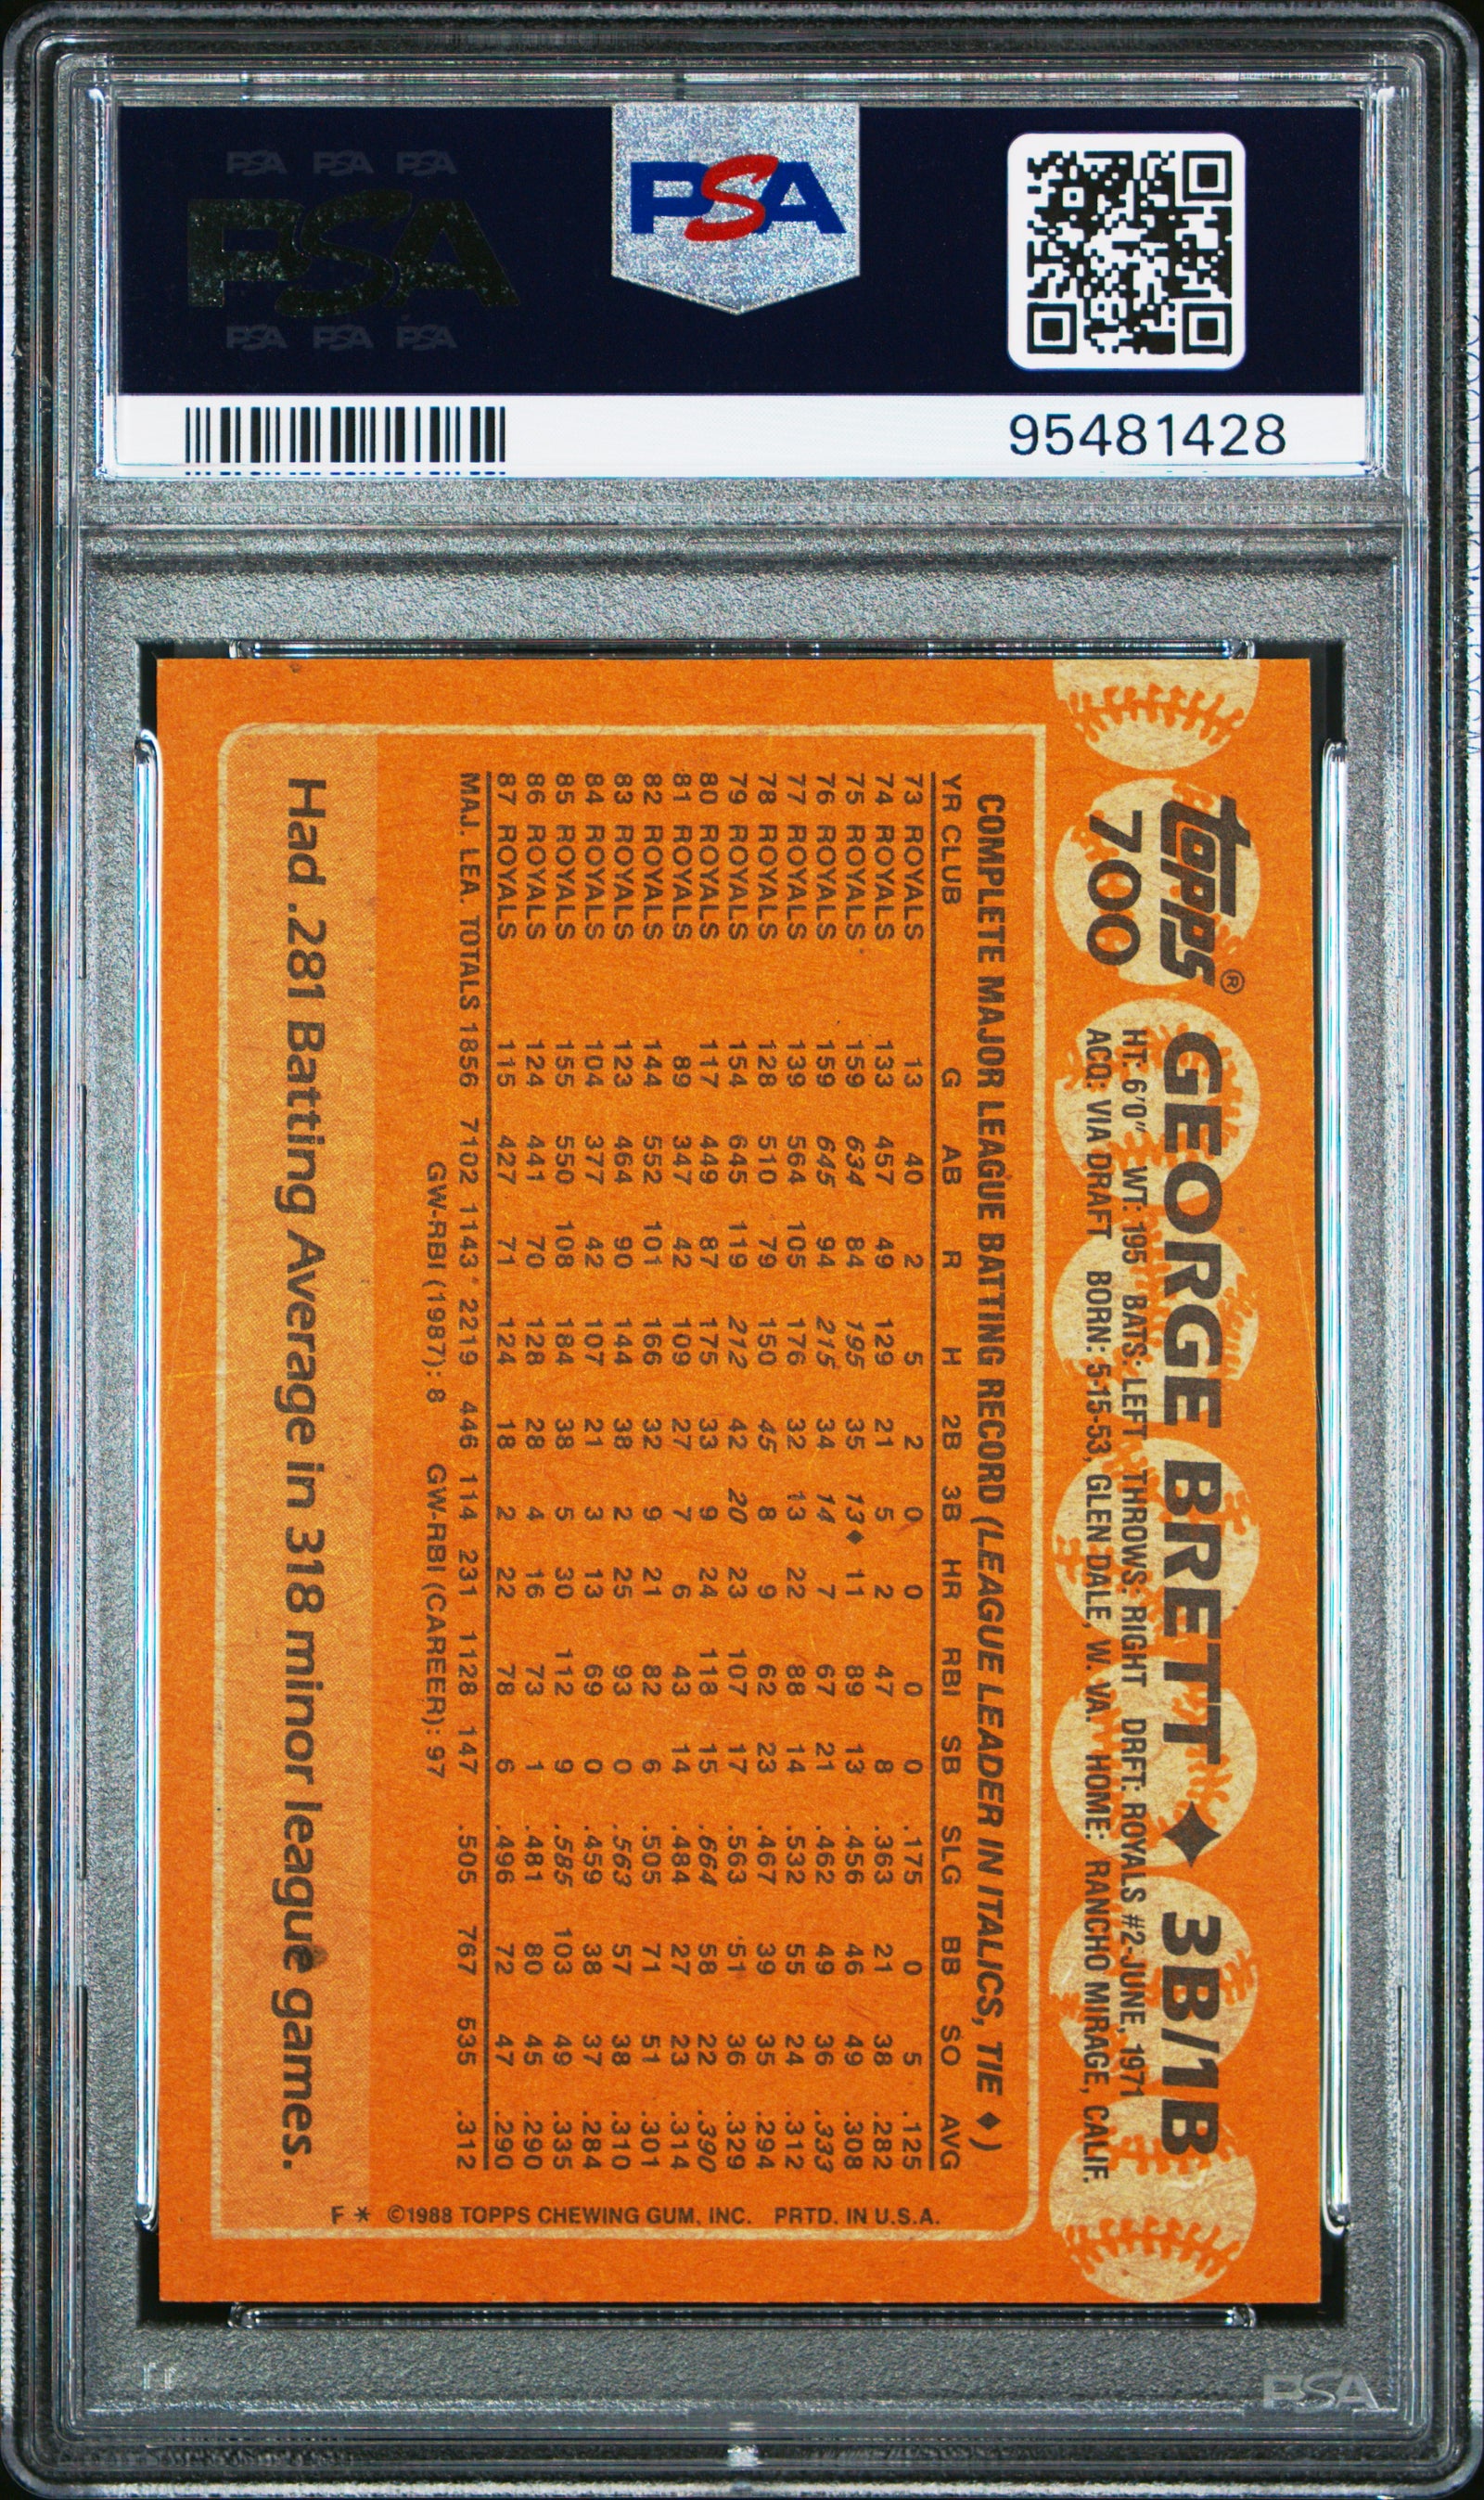 PSA PSA PSA
PSA
PSA PSA PSA
PSA
95481428
topps®
700
GEORGE BRETT ◆ 3B/1B
HT: 6'0" WT: 195 BATS: LEFT THROWS: RIGHT DRFT: ROYALS #2-JUNE, 1971
ACQ: VIA DRAFT BORN: 5-15-53, GLEN DALE, W. VA. HOME: RANCHO MIRAGE, CALIF.
COMPLETE MAJOR LEAGUE BATTING RECORD (LEAGUE LEADER IN ITALICS, TIE ◆)
YR CLUB G AB R H 2B 3B HR RBI SB SLG BB SO AVG
73 ROYALS 13 40 2 5 2 0 0 0 0 .175 0 5 .125
74 ROYALS 133 457 49 129 21 5 2 47 8 .363 21 38 .282
75 ROYALS 159 634 84 195 35 13◆ 11 89 13 .456 46 49 .308
76 ROYALS 159 645 94 215 34 14 7 67 21 .462 49 36 .333
77 ROYALS 139 564 105 176 32 13 22 88 14 .532 55 24 .312
78 ROYALS 128 510 79 150 45 8 9 62 23 .467 39 35 .294
79 ROYALS 154 645 119 212 42 20 23 107 17 .563 51 36 .329
80 ROYALS 117 449 87 175 33 9 24 118 15 .664 58 22 .390
81 ROYALS 89 347 42 109 27 7 6 43 14 .484 27 23 .314
82 ROYALS 144 552 101 166 32 9 21 82 6 .505 71 51 .301
83 ROYALS 123 464 90 144 38 2 25 93 0 .563 57 38 .310
84 ROYALS 104 377 42 107 21 3 13 69 0 .459 38 37 .284
85 ROYALS 155 550 108 184 38 5 30 112 9 .585 103 49 .335
86 ROYALS 124 441 70 128 28 4 16 73 1 .481 80 45 .290
87 ROYALS 115 427 71 124 18 2 22 78 6 .496 72 47 .290
MAJ. LEA. TOTALS 1856 7102 1143 2219 446 114 231 1128 147 .505 767 535 .312
GW-RBI (1987): 8 GW-RBI (CAREER): 97
Had .281 Batting Average in 318 minor league games.
F * ©1988 TOPPS CHEWING GUM, INC. PRTD. IN U.S.A.
PSA